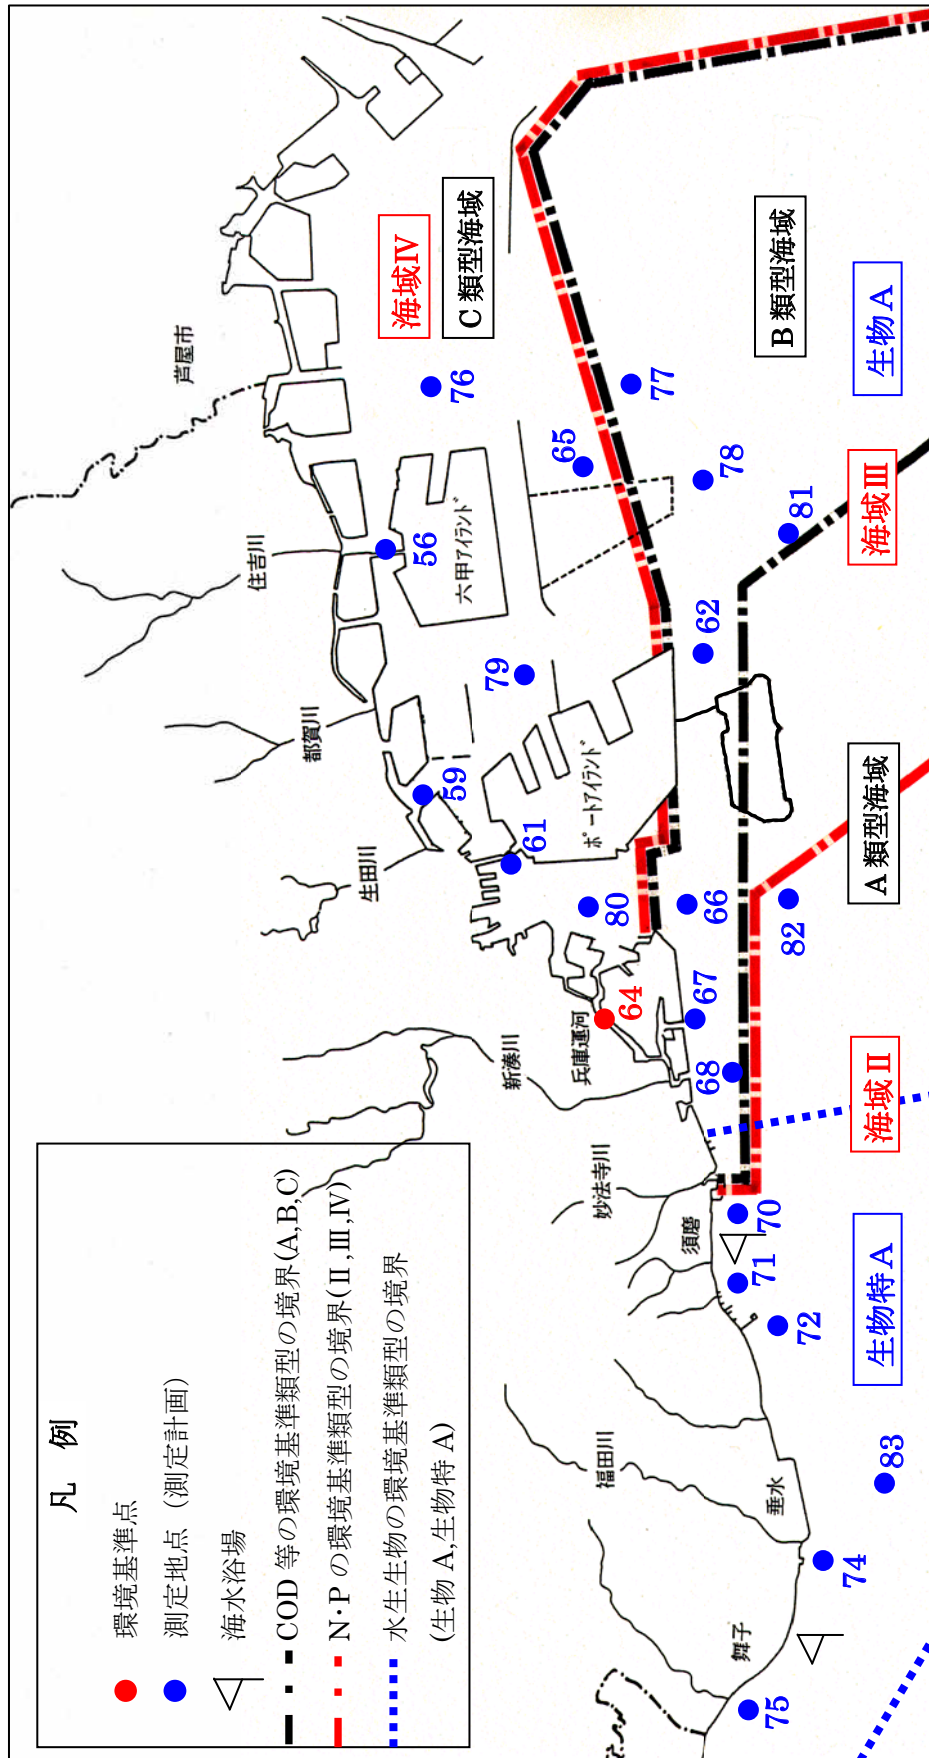 凡 例
環境基準点
測定地点 (測定計画)
海水浴場
COD 等の環境基準類型の境界(A,B,C)
N・P の環境基準類型の境界(II,III,IV)
水生生物の環境基準類型の境界
(生物 A,生物特 A)
芦屋市
住吉川
都賀川
生田川
新湊川
兵庫運河
妙法寺川
須磨
福田川
垂水
舞子
六甲アイランド
ポートアイランド
海域IV
C 類型海域
B 類型海域
生物 A
海域III
A 類型海域
海域II
生物特 A
56
59
61
62
64
65
66
67
68
70
71
72
74
75
76
77
78
79
80
81
82
83